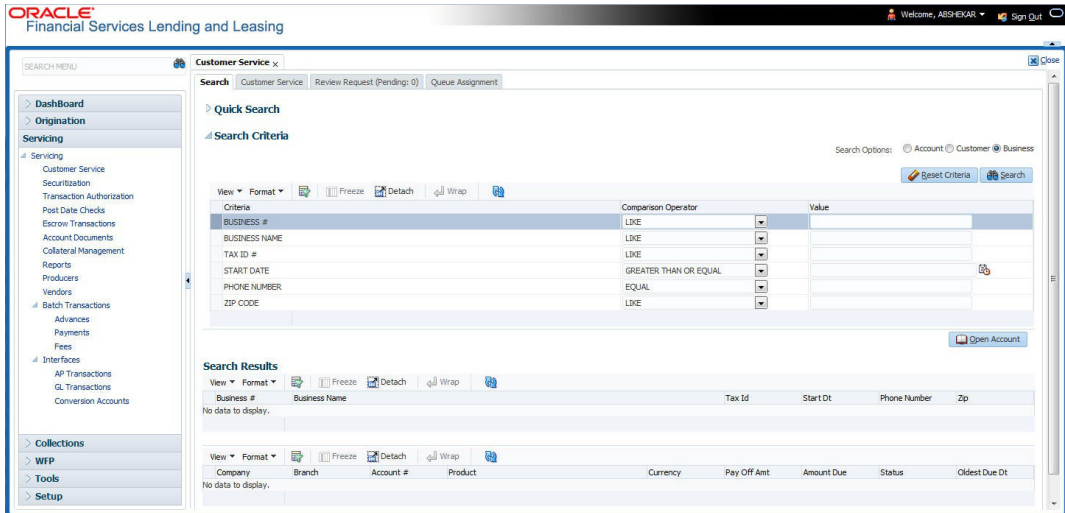 ORACLE'
Financial Services Lending and Leasing
Welcome, ABSHEKAR
Sign Out
SEARCH MENU
Customer Service x
Close
Search Customer Service Review Request (Pending: 0) Queue Assignment
DashBoard
Origination
Servicing
Servicing
Customer Service
Securitization
Transaction Authorization
Post Date Checks
Escrow Transactions
Account Documents
Collateral Management
Reports
Producers
Vendors
Batch Transactions
Advances
Payments
Fees
Interfaces
AP Transactions
GL Transactions
Conversion Accounts
Collections
WFP
Tools
Setup
Quick Search
Search Criteria
Search Options: Account Customer Business
Reset Criteria Search
View Format Freeze Detach Wrap
Criteria Comparison Operator Value
BUSINESS # LIKE
BUSINESS NAME LIKE
TAX ID # LIKE
START DATE GREATER THAN OR EQUAL
PHONE NUMBER EQUAL
ZIP CODE LIKE
Open Account
Search Results
View Format Freeze Detach Wrap
Business # Business Name Tax Id Start Dt Phone Number Zip
No data to display.
View Format Freeze Detach Wrap
Company Branch Account # Product Currency Pay Off Amt Amount Due Status Oldest Due Dt
No data to display.